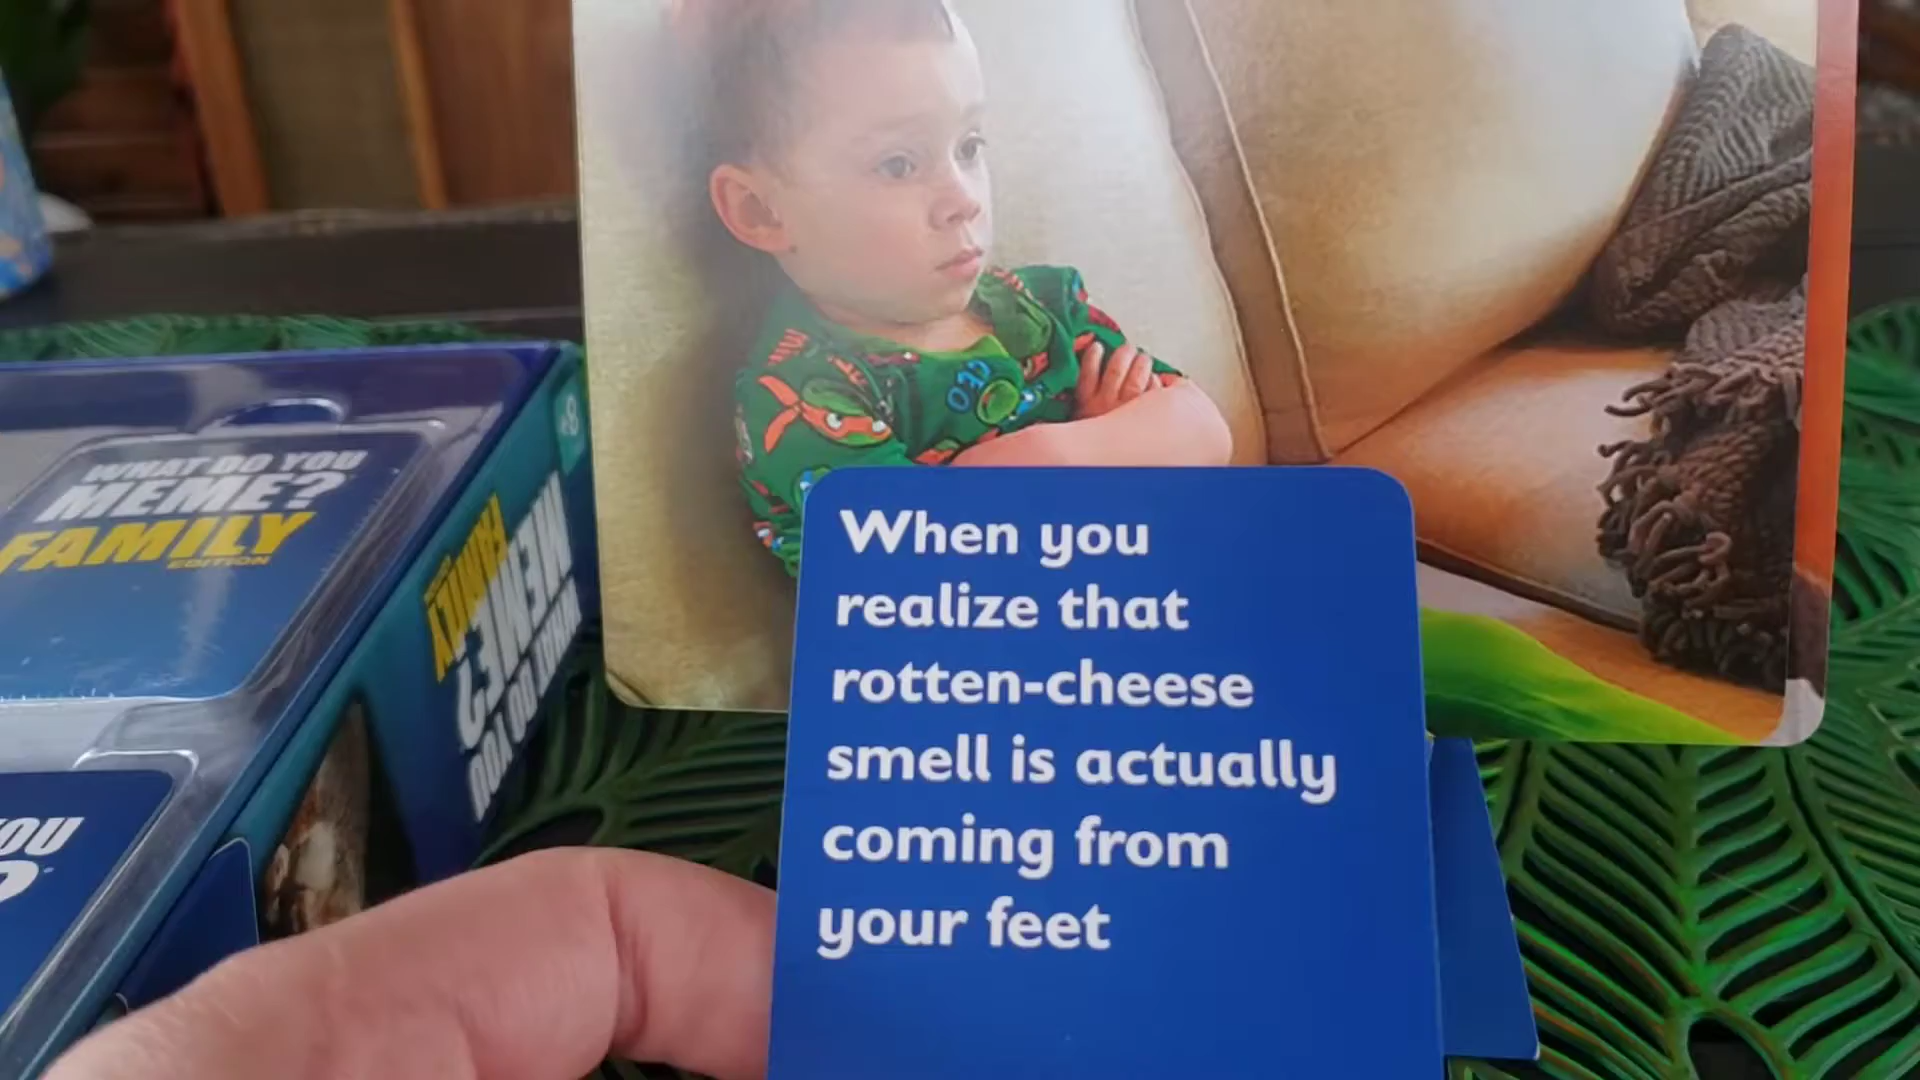 WHAT DO YOU
MEME?
FAMILY
EDITION
FAMILY
MEME?
WHAT DO YOU
YOU
When you
realize that
rotten-cheese
smell is actually
coming from
your feet